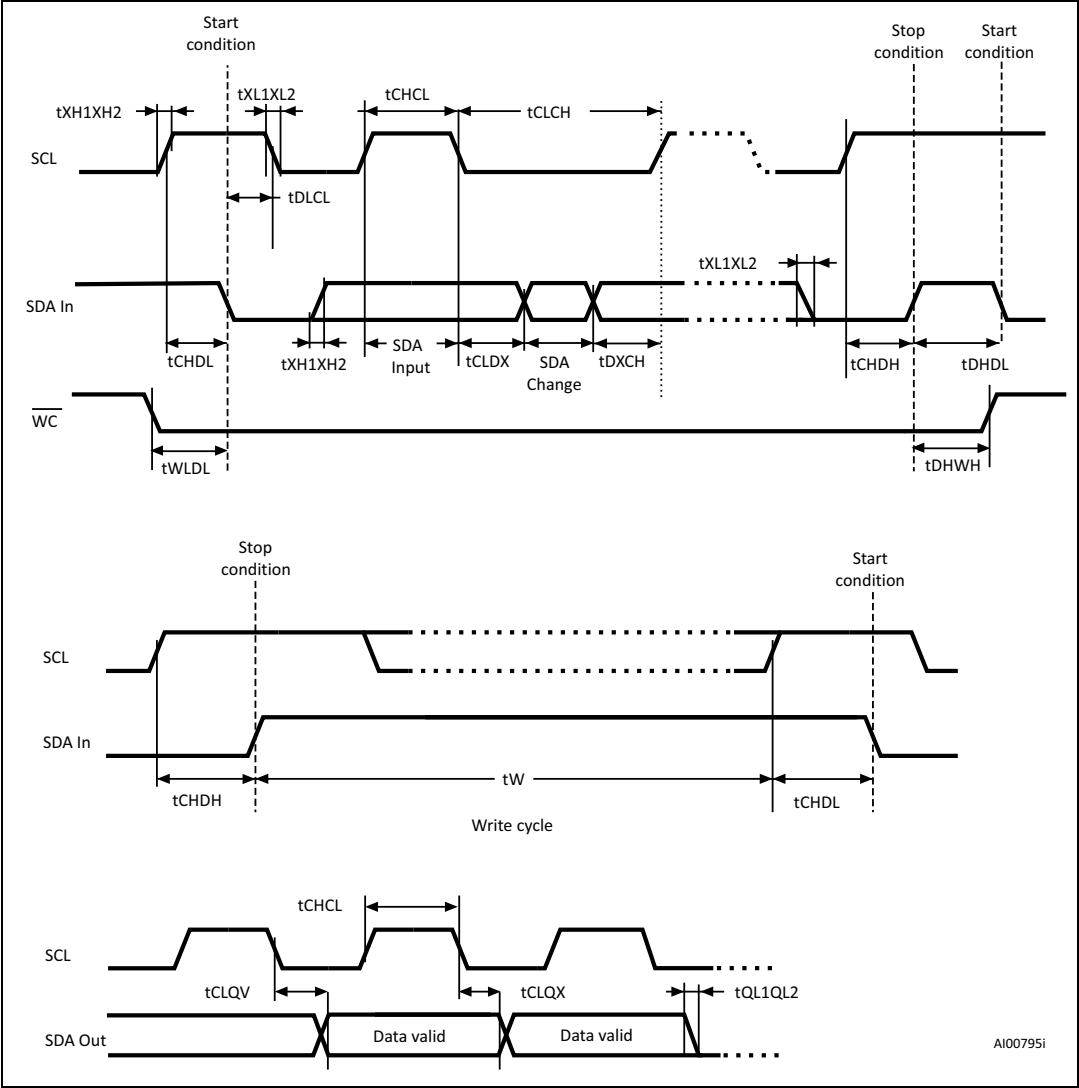 Start
condition
Stop
condition
Start
condition
tXH1XH2
tXL1XL2
tCHCL
tCLCH
SCL
tDLCL
tXL1XL2
SDA In
tCHDL
tXH1XH2
SDA
Input
tCLDX
SDA
Change
tDXCH
tCHDH
tDHDL
WC
tWLDL
tDHWH
Stop
condition
Start
condition
SCL
SDA In
tCHDH
tW
tCHDL
Write cycle
tCHCL
SCL
tCLQV
tCLQX
tQL1QL2
SDA Out
Data valid
Data valid
AI00795i